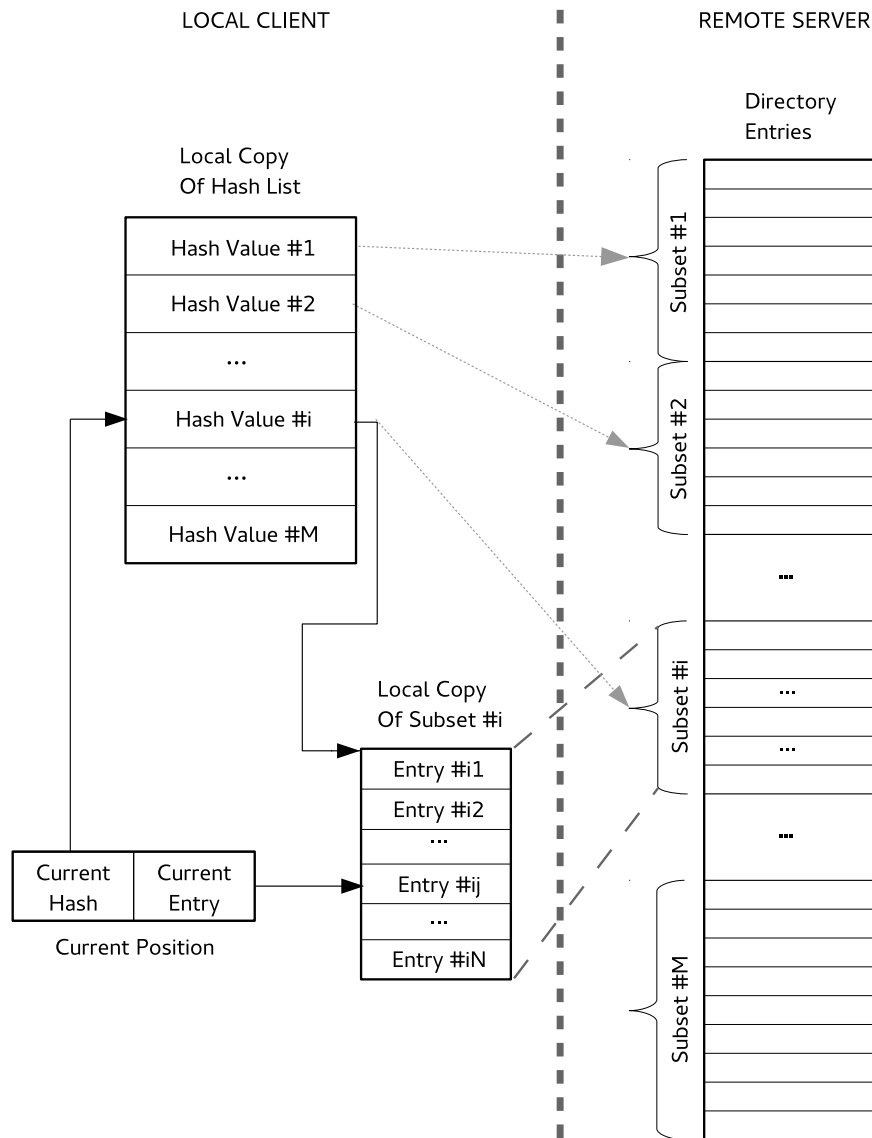 LOCAL CLIENT
REMOTE SERVER
Directory
Entries
Local Copy
Of Hash List
Hash Value #1
Hash Value #2
...
Hash Value #i
...
Hash Value #M
Subset #1
Subset #2
...
Subset #i
...
...
...
Subset #M
Local Copy
Of Subset #i
Entry #i1
Entry #i2
...
Entry #ij
...
Entry #iN
Current
Hash
Current
Entry
Current Position